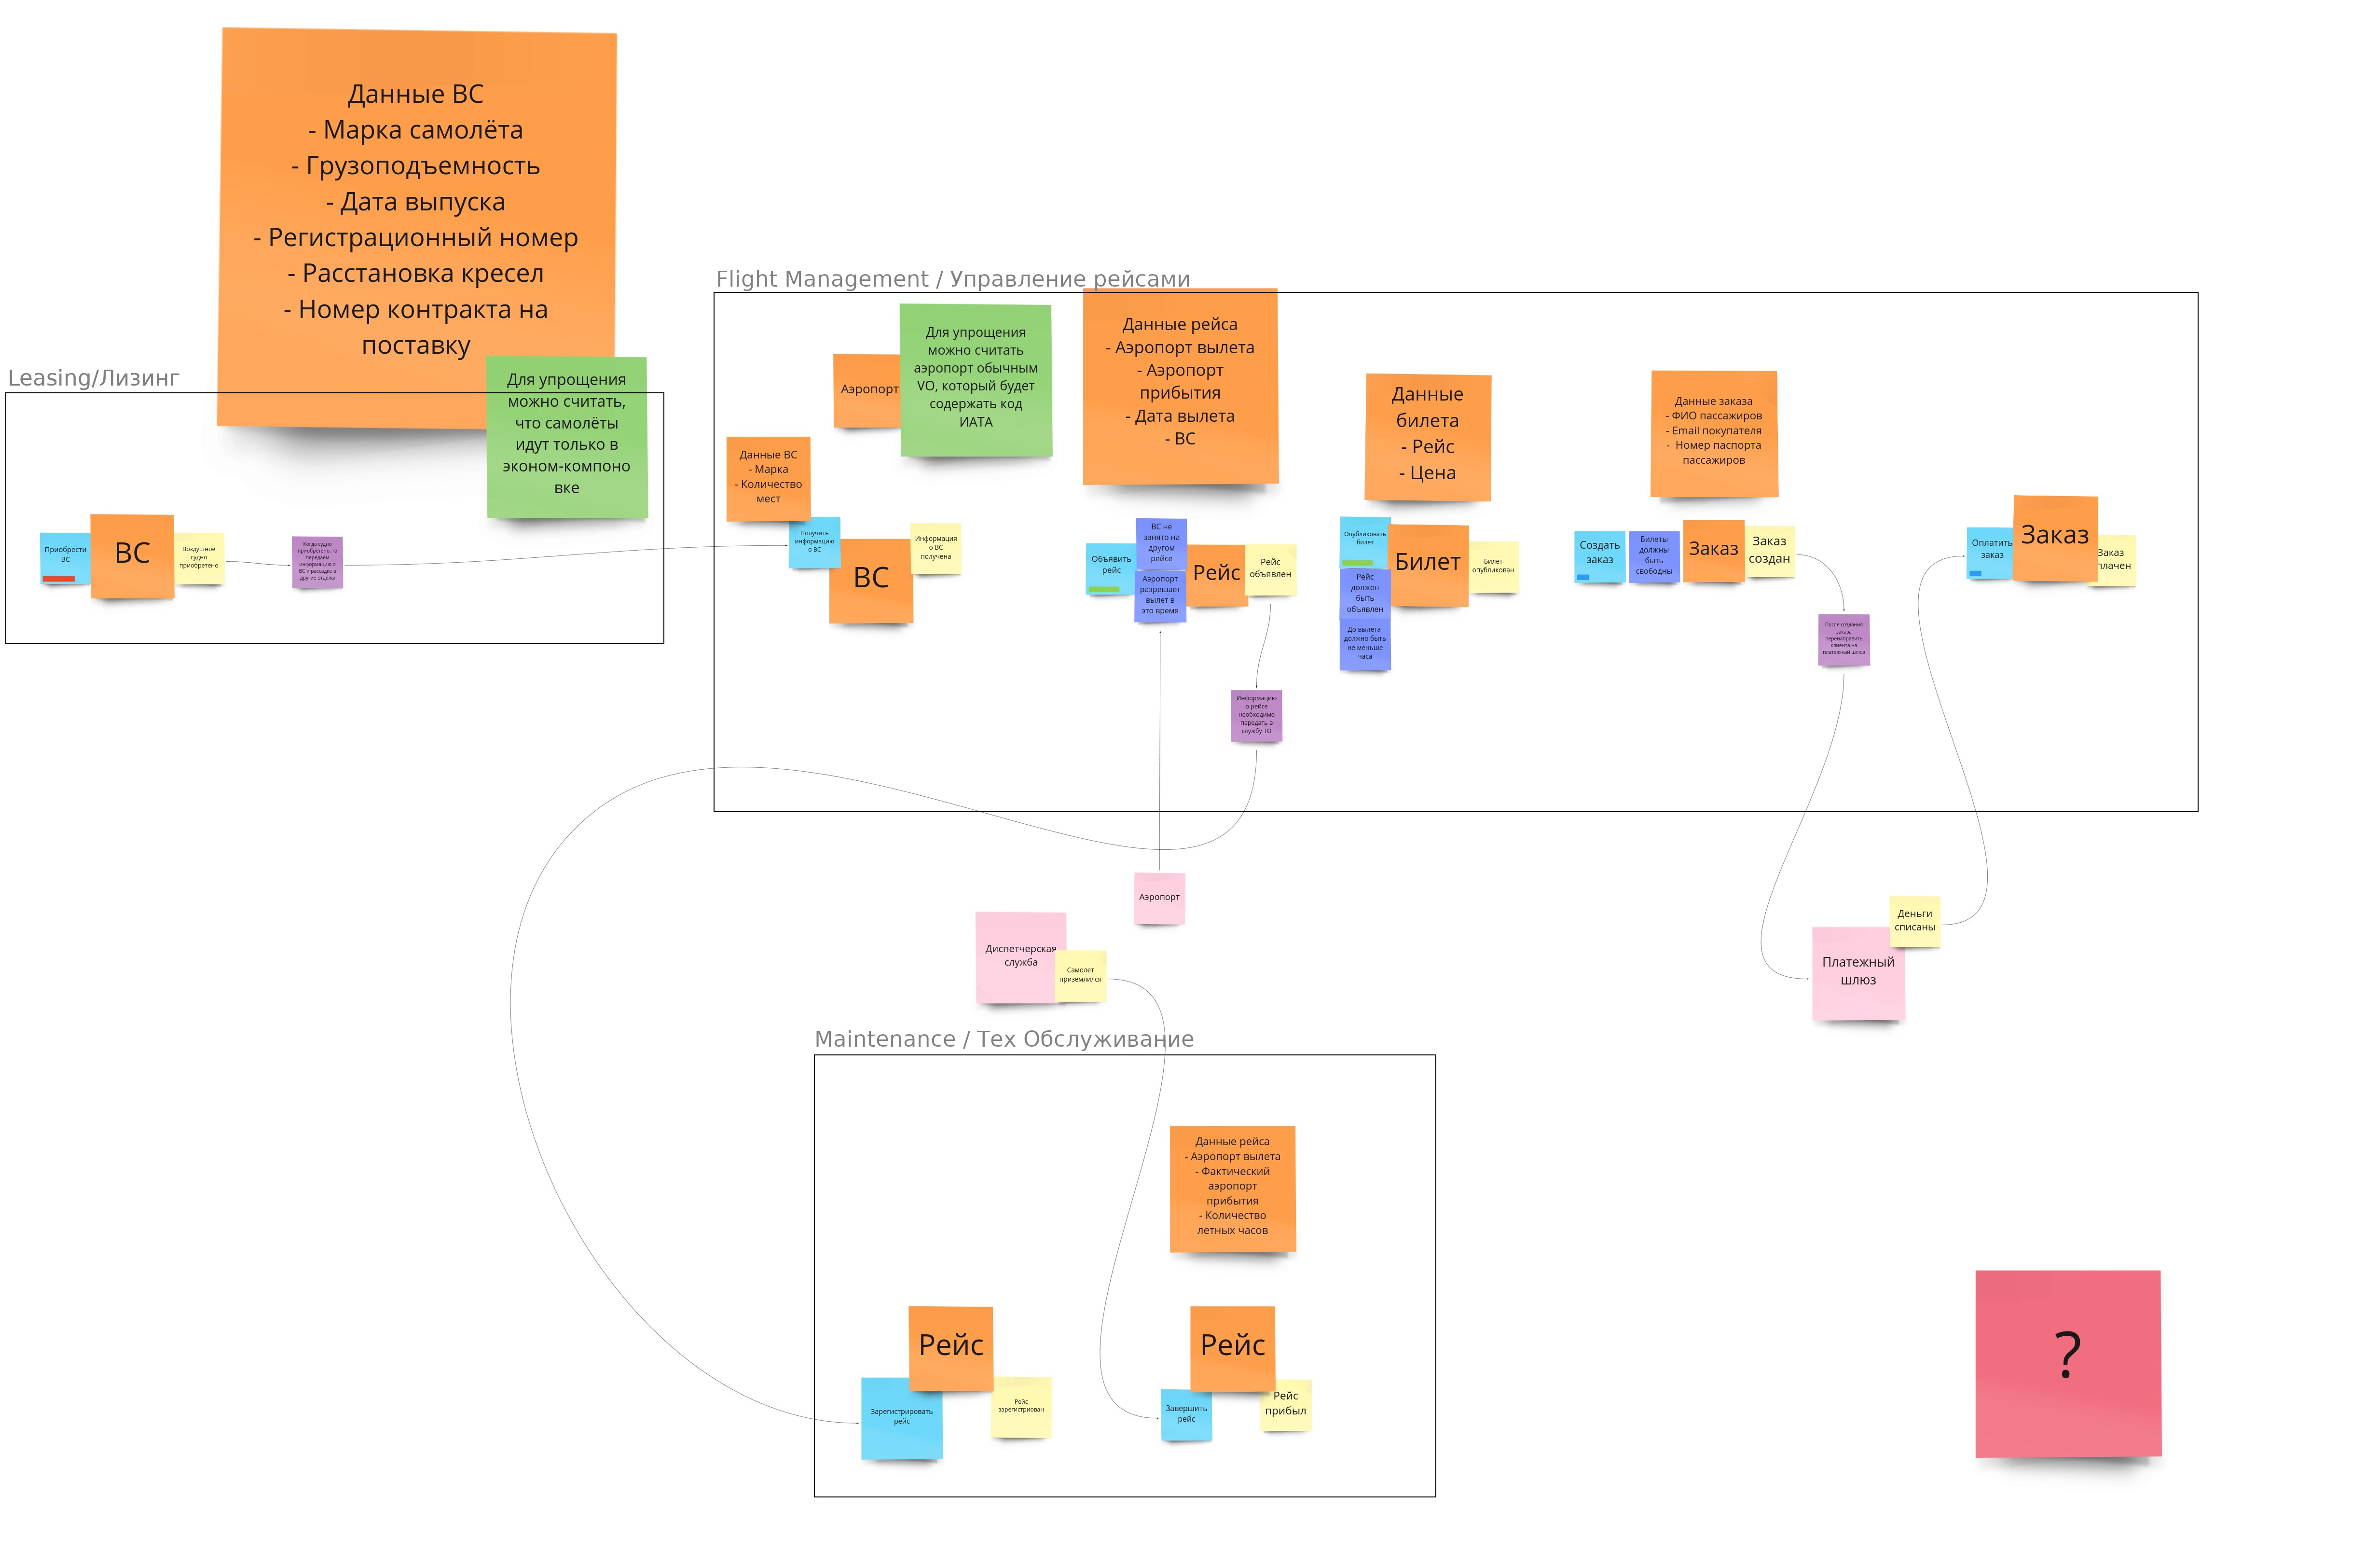 Данные ВС
- Марка самолёта
- Грузоподъемность
- Дата выпуска
- Регистрационный номер
- Расстановка кресел
- Номер контракта на
поставку
Leasing/Лизинг
Для упрощения
можно считать,
что самолёты
идут только в
эконом-компоно
вке
Приобрести
ВС
ВС
Воздушное
судно
приобретено
Когда судно
приобретено, то
передаем
информацию о
ВС и рассадке в
другие отделы
Flight Management / Управление рейсами
Аэропорт
Для упрощения
можно считать
аэропорт обычным
VO, который будет
содержать код
ИАТА
Данные ВС
- Марка
- Количество
мест
Получить
информацию
о ВС
ВС
Информация
о ВС
получена
Данные рейса
- Аэропорт вылета
- Аэропорт
прибытия
- Дата вылета
- ВС
Объявить
рейс
ВС не
занято на
другом
рейсе
Аэропорт
разрешает
вылет в
это время
Рейс
Рейс
объявлен
Информацию
о рейсе
необходимо
передать в
службу ТО
Данные
билета
- Рейс
- Цена
Опубликовать
билет
Рейс
должен
быть
объявлен
До вылета
должно быть
не меньше
часа
Билет
Билет
опубликован
Данные заказа
- ФИО пассажиров
- Email покупателя
- Номер паспорта
пассажиров
Создать
заказ
Билеты
должны
быть
свободны
Заказ
Заказ
создан
После создания
заказа
перенаправить
клиента на
платежный шлюз
Оплатить
заказ
Заказ
Заказ
плачен
Аэропорт
Диспетчерская
служба
Самолет
приземлился
Деньги
списаны
Платежный
шлюз
Maintenance / Тех Обслуживание
Данные рейса
- Аэропорт вылета
- Фактический
аэропорт
прибытия
- Количество
летных часов
Рейс
Зарегистрировать
рейс
Рейс
зарегистриован
Рейс
Завершить
рейс
Рейс
прибыл
?